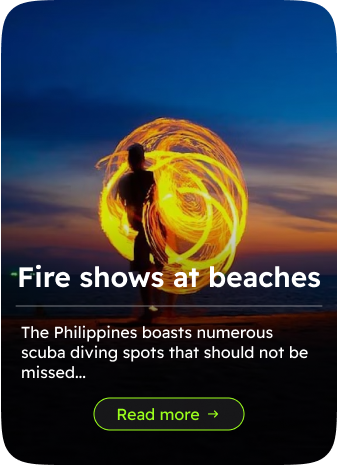 Fire shows at beaches
The Philippines boasts numerous
scuba diving spots that should not be
missed...
Read more →